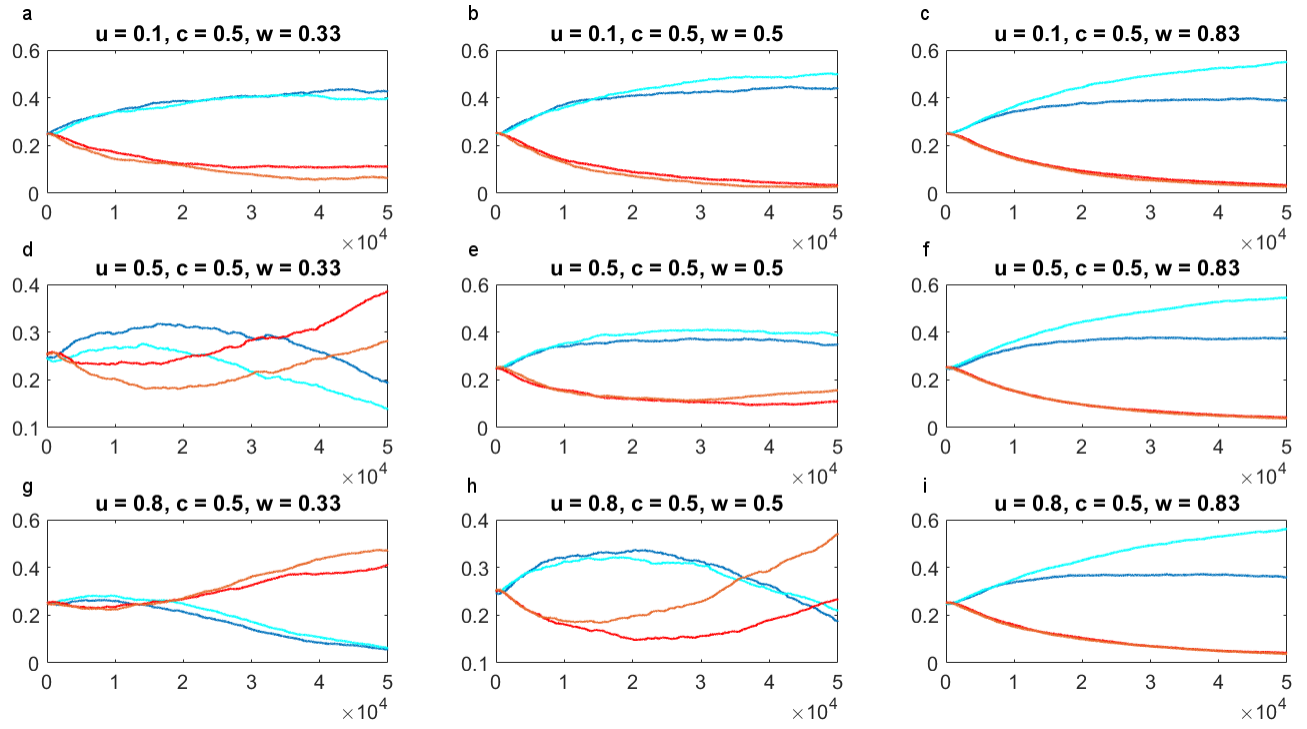 a b c
u = 0.1, c = 0.5, w = 0.33 u = 0.1, c = 0.5, w = 0.5 u = 0.1, c = 0.5, w = 0.83
0.6 0.6 0.6
0.4 0.4 0.4
0.2 0.2 0.2
0 0 0
0 1 2 3 4 5 0 1 2 3 4 5 0 1 2 3 4 5
×10^4 ×10^4 ×10^4
d e f
u = 0.5, c = 0.5, w = 0.33 u = 0.5, c = 0.5, w = 0.5 u = 0.5, c = 0.5, w = 0.83
0.4 0.6 0.6
0.3 0.4 0.4
0.2 0.2 0.2
0.1 0 0
0 1 2 3 4 5 0 1 2 3 4 5 0 1 2 3 4 5
×10^4 ×10^4 ×10^4
g h i
u = 0.8, c = 0.5, w = 0.33 u = 0.8, c = 0.5, w = 0.5 u = 0.8, c = 0.5, w = 0.83
0.6 0.4 0.6
0.4 0.3 0.4
0.2 0.2 0.2
0 0.1 0
0 1 2 3 4 5 0 1 2 3 4 5 0 1 2 3 4 5
×10^4 ×10^4 ×10^4